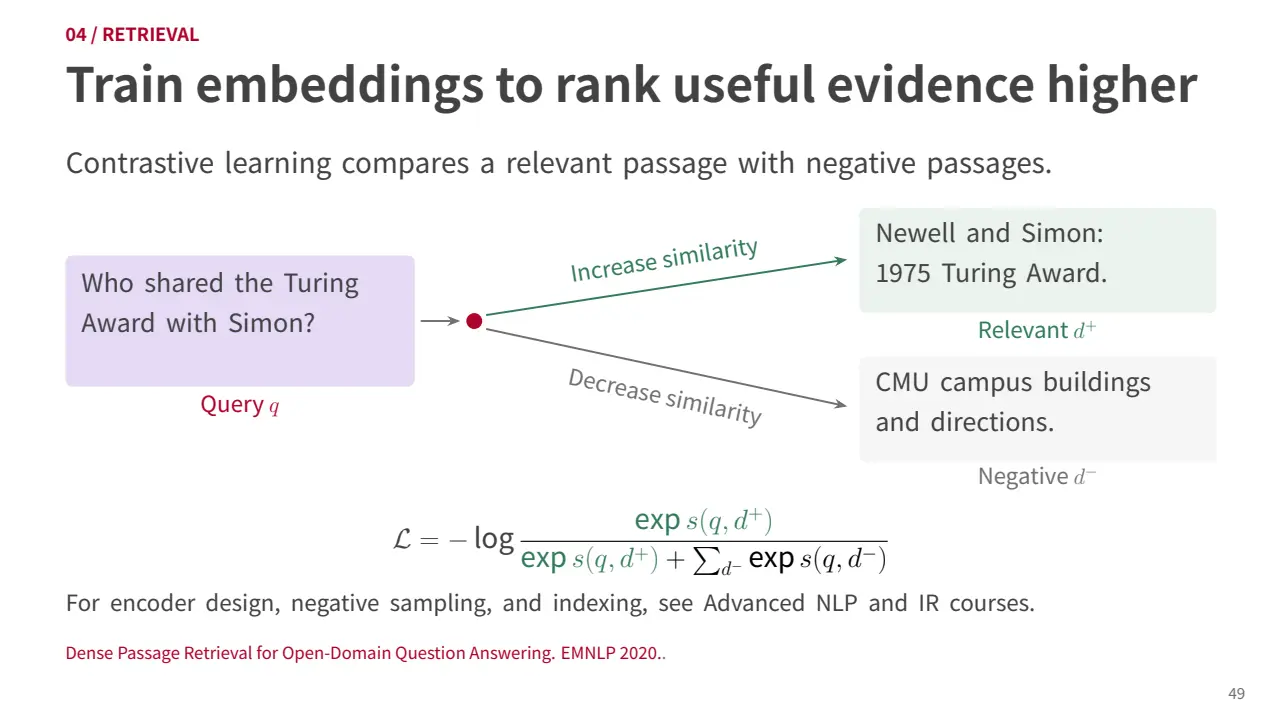 04 / RETRIEVAL
Train embeddings to rank useful evidence higher
Contrastive learning compares a relevant passage with negative passages.
Who shared the Turing
Award with Simon?
Query q
Increase similarity
Decrease similarity
Newell and Simon:
1975 Turing Award.
Relevant d⁺
CMU campus buildings
and directions.
Negative d⁻
ℒ = − log exp s(q, d⁺) / exp s(q, d⁺) + ∑_{d⁻} exp s(q, d⁻)
For encoder design, negative sampling, and indexing, see Advanced NLP and IR courses.
Dense Passage Retrieval for Open-Domain Question Answering. EMNLP 2020..
49